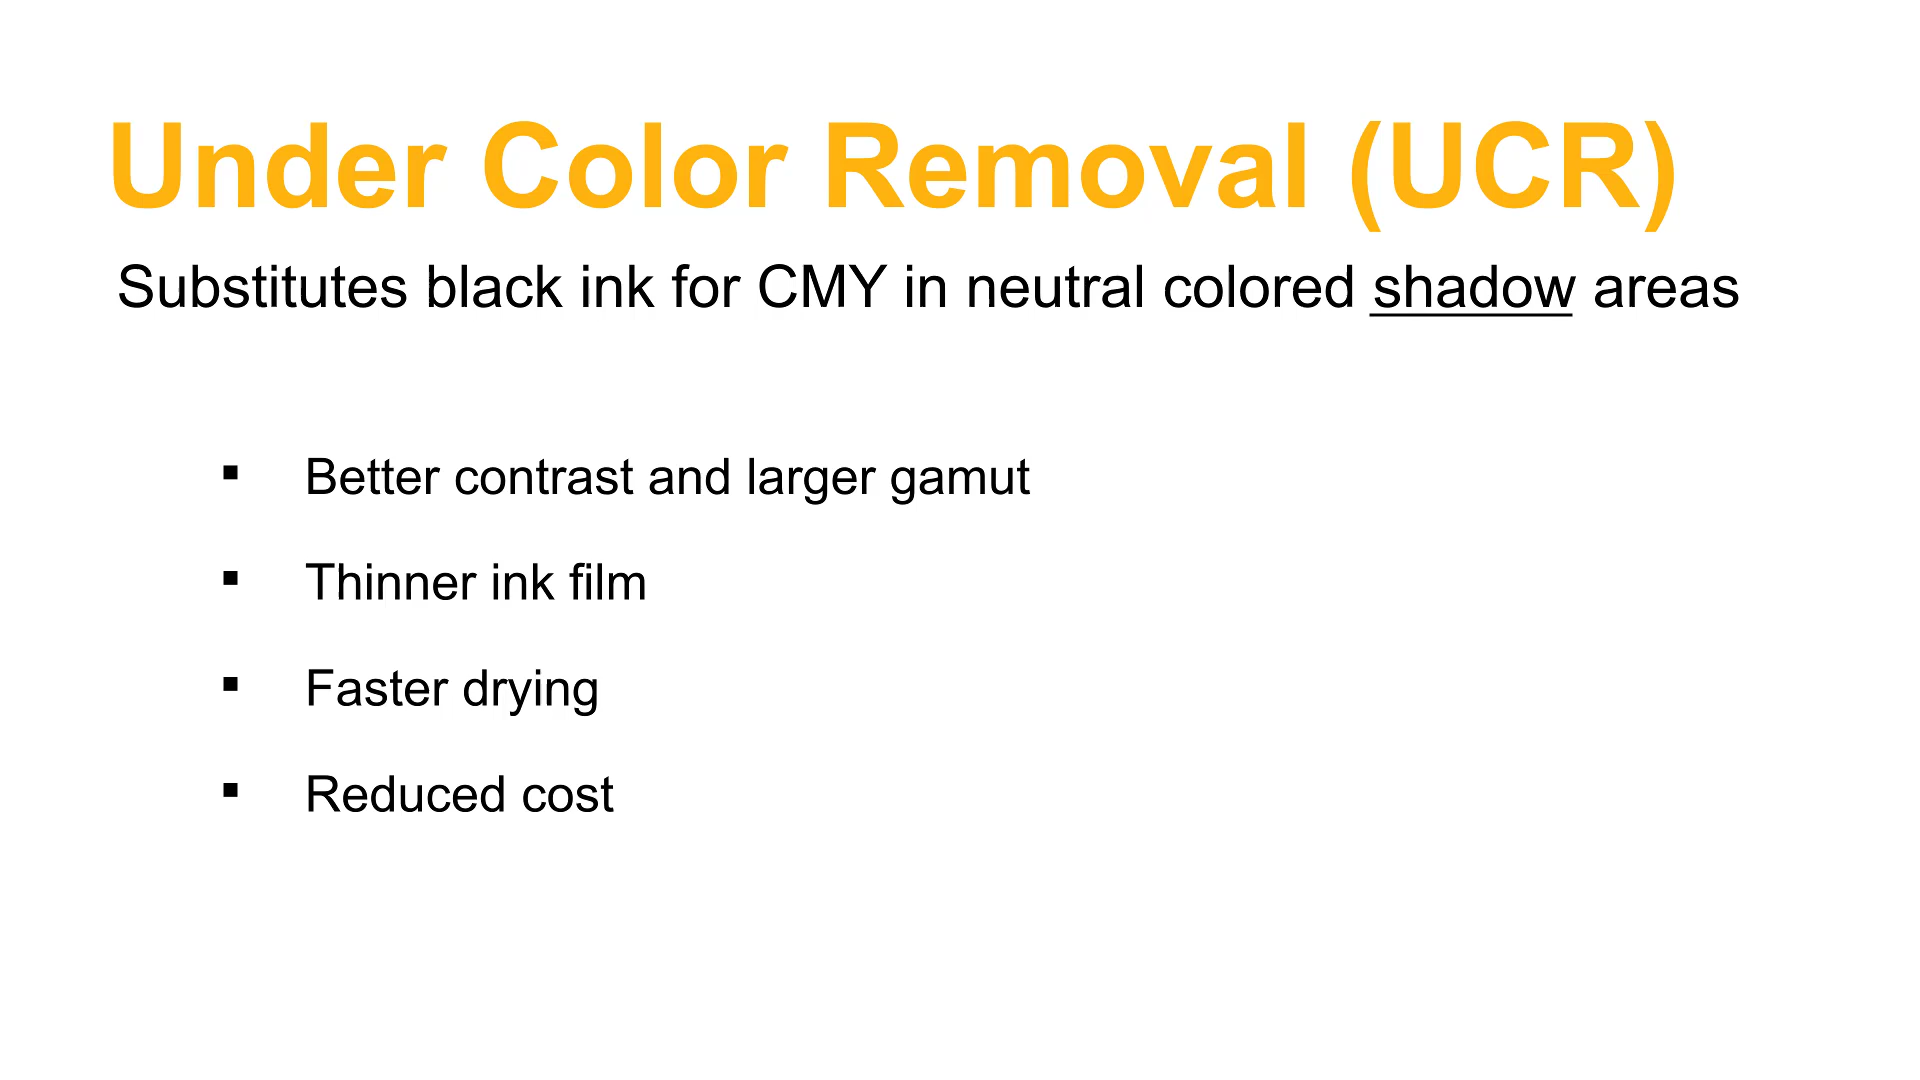 Under Color Removal (UCR)
Substitutes black ink for CMY in neutral colored shadow areas
▪ Better contrast and larger gamut
▪ Thinner ink film
▪ Faster drying
▪ Reduced cost